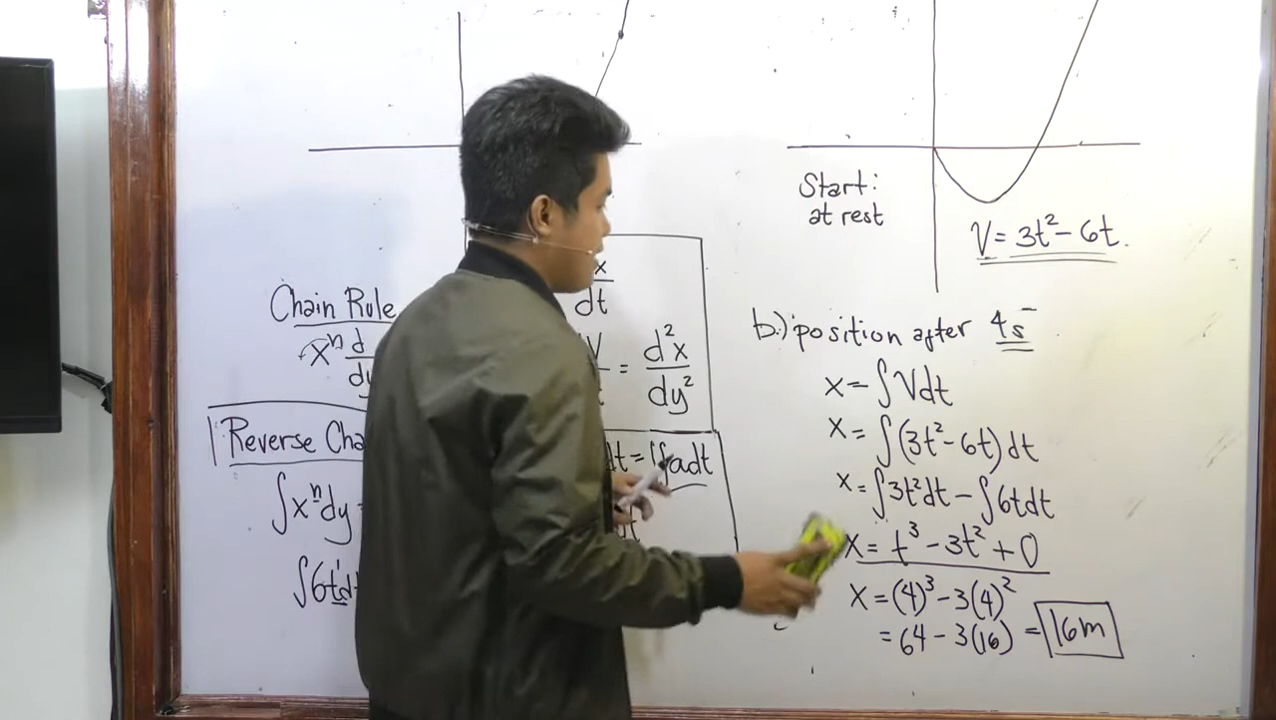 Chain Rule
xⁿ d
dy
Reverse Cha
∫xⁿdy
∫6t¹d
x
dt
V
= d²x
dy²
dt = ∫∫adt
dt
Start:
at rest
V = 3t² - 6t.
b.) position after 4s
x = ∫Vdt
x = ∫(3t² - 6t) dt
x = ∫3t²dt - ∫6tdt
x = t³ - 3t² + 0
x = (4)³ - 3(4)²
= 64 - 3(16) = 16m